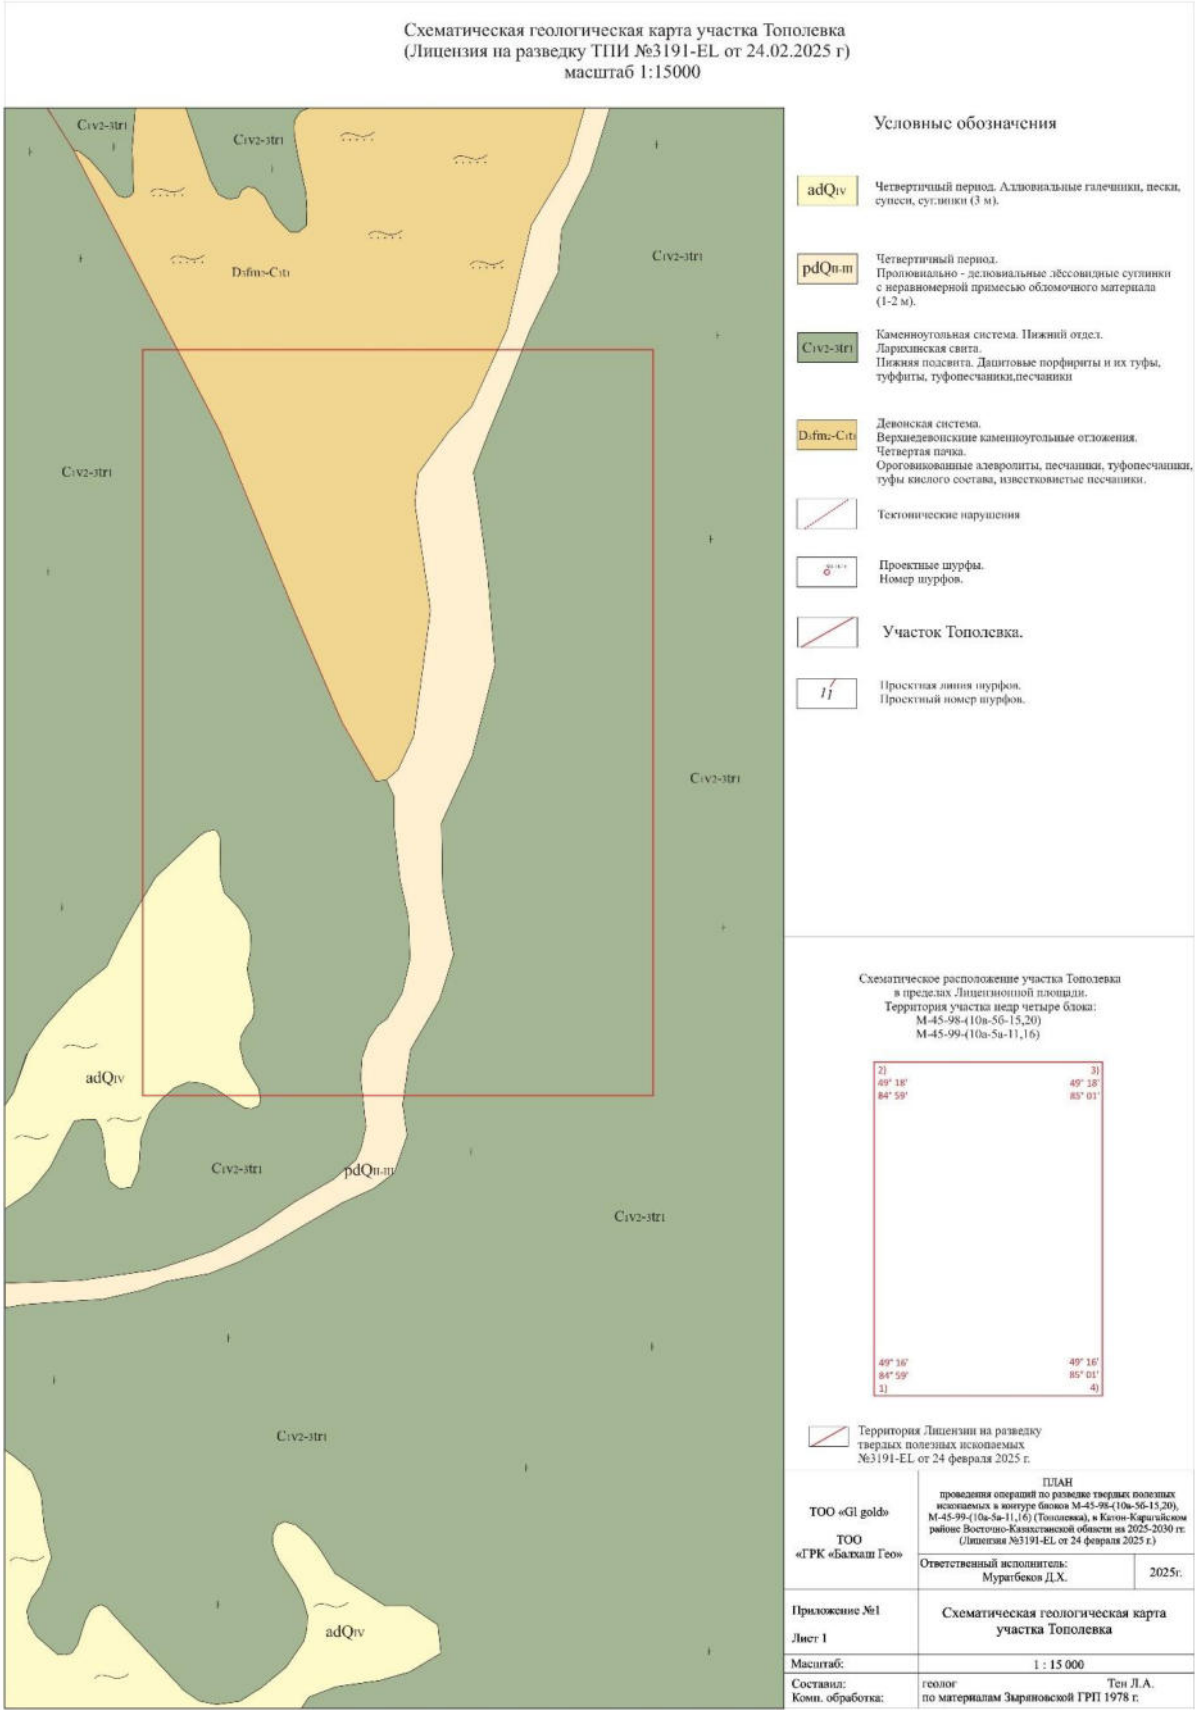 Схематическая геологическая карта участка Тополевка
(Лицензия на разведку ТПИ №3191-EL от 24.02.2025 г)
масштаб 1:15000
C1v2-3tr1
C1v2-3tr1
D3fm2-C1t1
C1v2-3tr1
C1v2-3tr1
C1v2-3tr1
adQIV
C1v2-3tr1
pdQII-III
C1v2-3tr1
C1v2-3tr1
adQIV
Условные обозначения
adQIV
Четвертичный период. Аллювиальные галечники, пески,
супеси, суглинки (3 м).
pdQII-III
Четвертичный период.
Пролювиально - делювиальные лёссовидные суглинки
с неравномерной примесью обломочного материала
(1-2 м).
C1v2-3tr1
Каменноугольная система. Нижний отдел.
Ларихинская свита.
Нижняя подсвита. Дацитовые порфириты и их туфы,
туффиты, туфопесчаники,песчаники
D3fm2-C1t1
Девонская система.
Верхнедевонские каменноугольные отложения.
Четвертая пачка.
Ороговикованные алевролиты, песчаники, туфопесчаники,
туфы кислого состава, известковистые песчаники.
Тектонические нарушения
Проектные шурфы.
Номер шурфов.
Участок Тополевка.
11
Проектная линия шурфов.
Проектный номер шурфов.
Схематическое расположение участка Тополевка
в пределах Лицензионной площади.
Территория участка недр четыре блока:
М-45-98-(10в-5б-15,20)
М-45-99-(10а-5а-11,16)
2) 3)
49° 18' 49° 18'
84° 59' 85° 01'
49° 16' 49° 16'
84° 59' 85° 01'
1) 4)
Территория Лицензии на разведку
твердых полезных ископаемых
№3191-EL от 24 февраля 2025 г.
ТОО «Gl gold»
ТОО
«ГРК «Балхаш Гео»
ПЛАН
проведения операций по разведке твердых полезных
ископаемых в контуре блоков М-45-98-(10в-5б-15,20),
М-45-99-(10а-5а-11,16) (Тополевка), в Катон-Карагайском
районе Восточно-Казахстанской области на 2025-2030 гг.
(Лицензия №3191-EL от 24 февраля 2025 г.)
Ответственный исполнитель:
Муратбеков Д.Х.
2025г.
Приложение №1
Лист 1
Схематическая геологическая карта
участка Тополевка
Масштаб: 1 : 15 000
Составил: геолог Тен Л.А.
Комп. обработка: по материалам Зыряновской ГРП 1978 г.